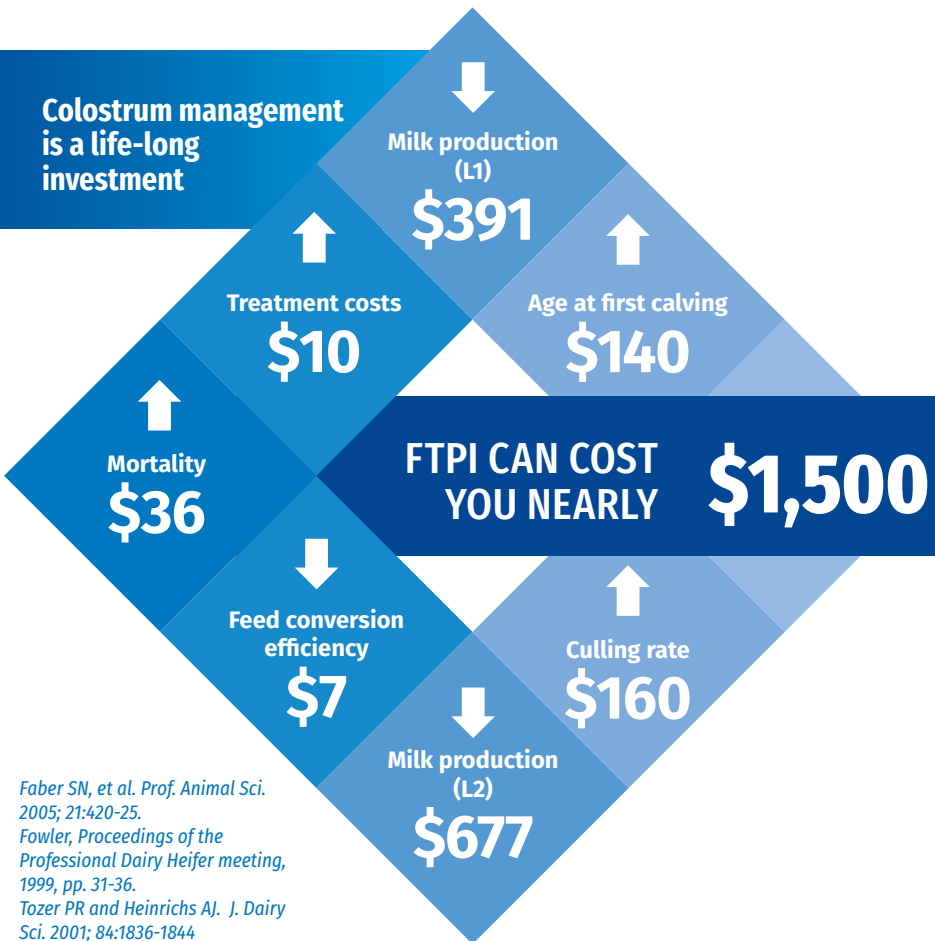 Colostrum management
is a life-long
investment
Milk production
(L1)
$391
Treatment costs
$10
Age at first calving
$140
Mortality
$36
FTPI CAN COST
YOU NEARLY
$1,500
Feed conversion
efficiency
$7
Culling rate
$160
Milk production
(L2)
$677
Faber SN, et al. Prof. Animal Sci.
2005; 21:420-25.
Fowler, Proceedings of the
Professional Dairy Heifer meeting,
1999, pp. 31-36.
Tozer PR and Heinrichs AJ. J. Dairy
Sci. 2001; 84:1836-1844